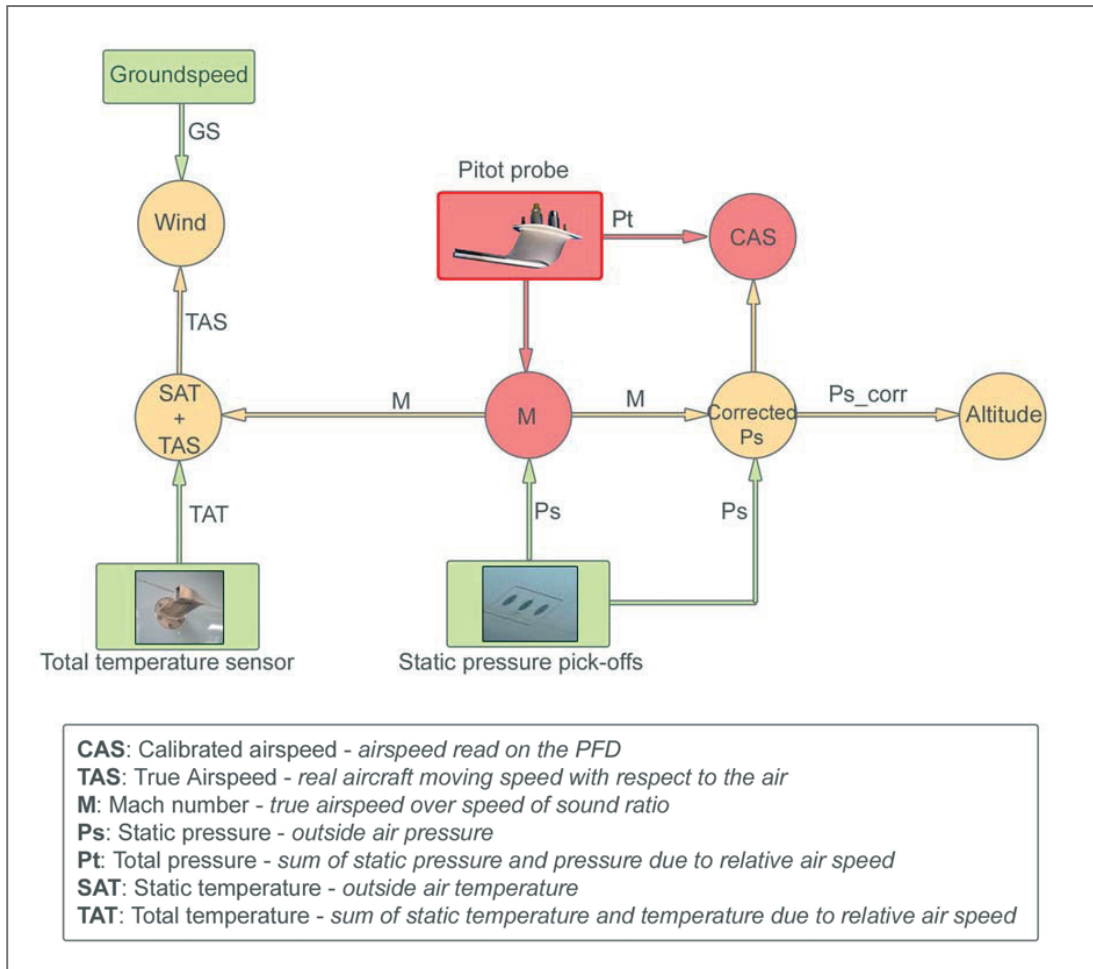 Groundspeed
GS
Pitot probe
Wind
Pt
CAS
TAS
SAT
+
TAS
M
M
M
Corrected
Ps
Ps_corr
Altitude
TAT
Ps
Ps
Total temperature sensor
Static pressure pick-offs
CAS: Calibrated airspeed - airspeed read on the PFD
TAS: True Airspeed - real aircraft moving speed with respect to the air
M: Mach number - true airspeed over speed of sound ratio
Ps: Static pressure - outside air pressure
Pt: Total pressure - sum of static pressure and pressure due to relative air speed
SAT: Static temperature - outside air temperature
TAT: Total temperature - sum of static temperature and temperature due to relative air speed